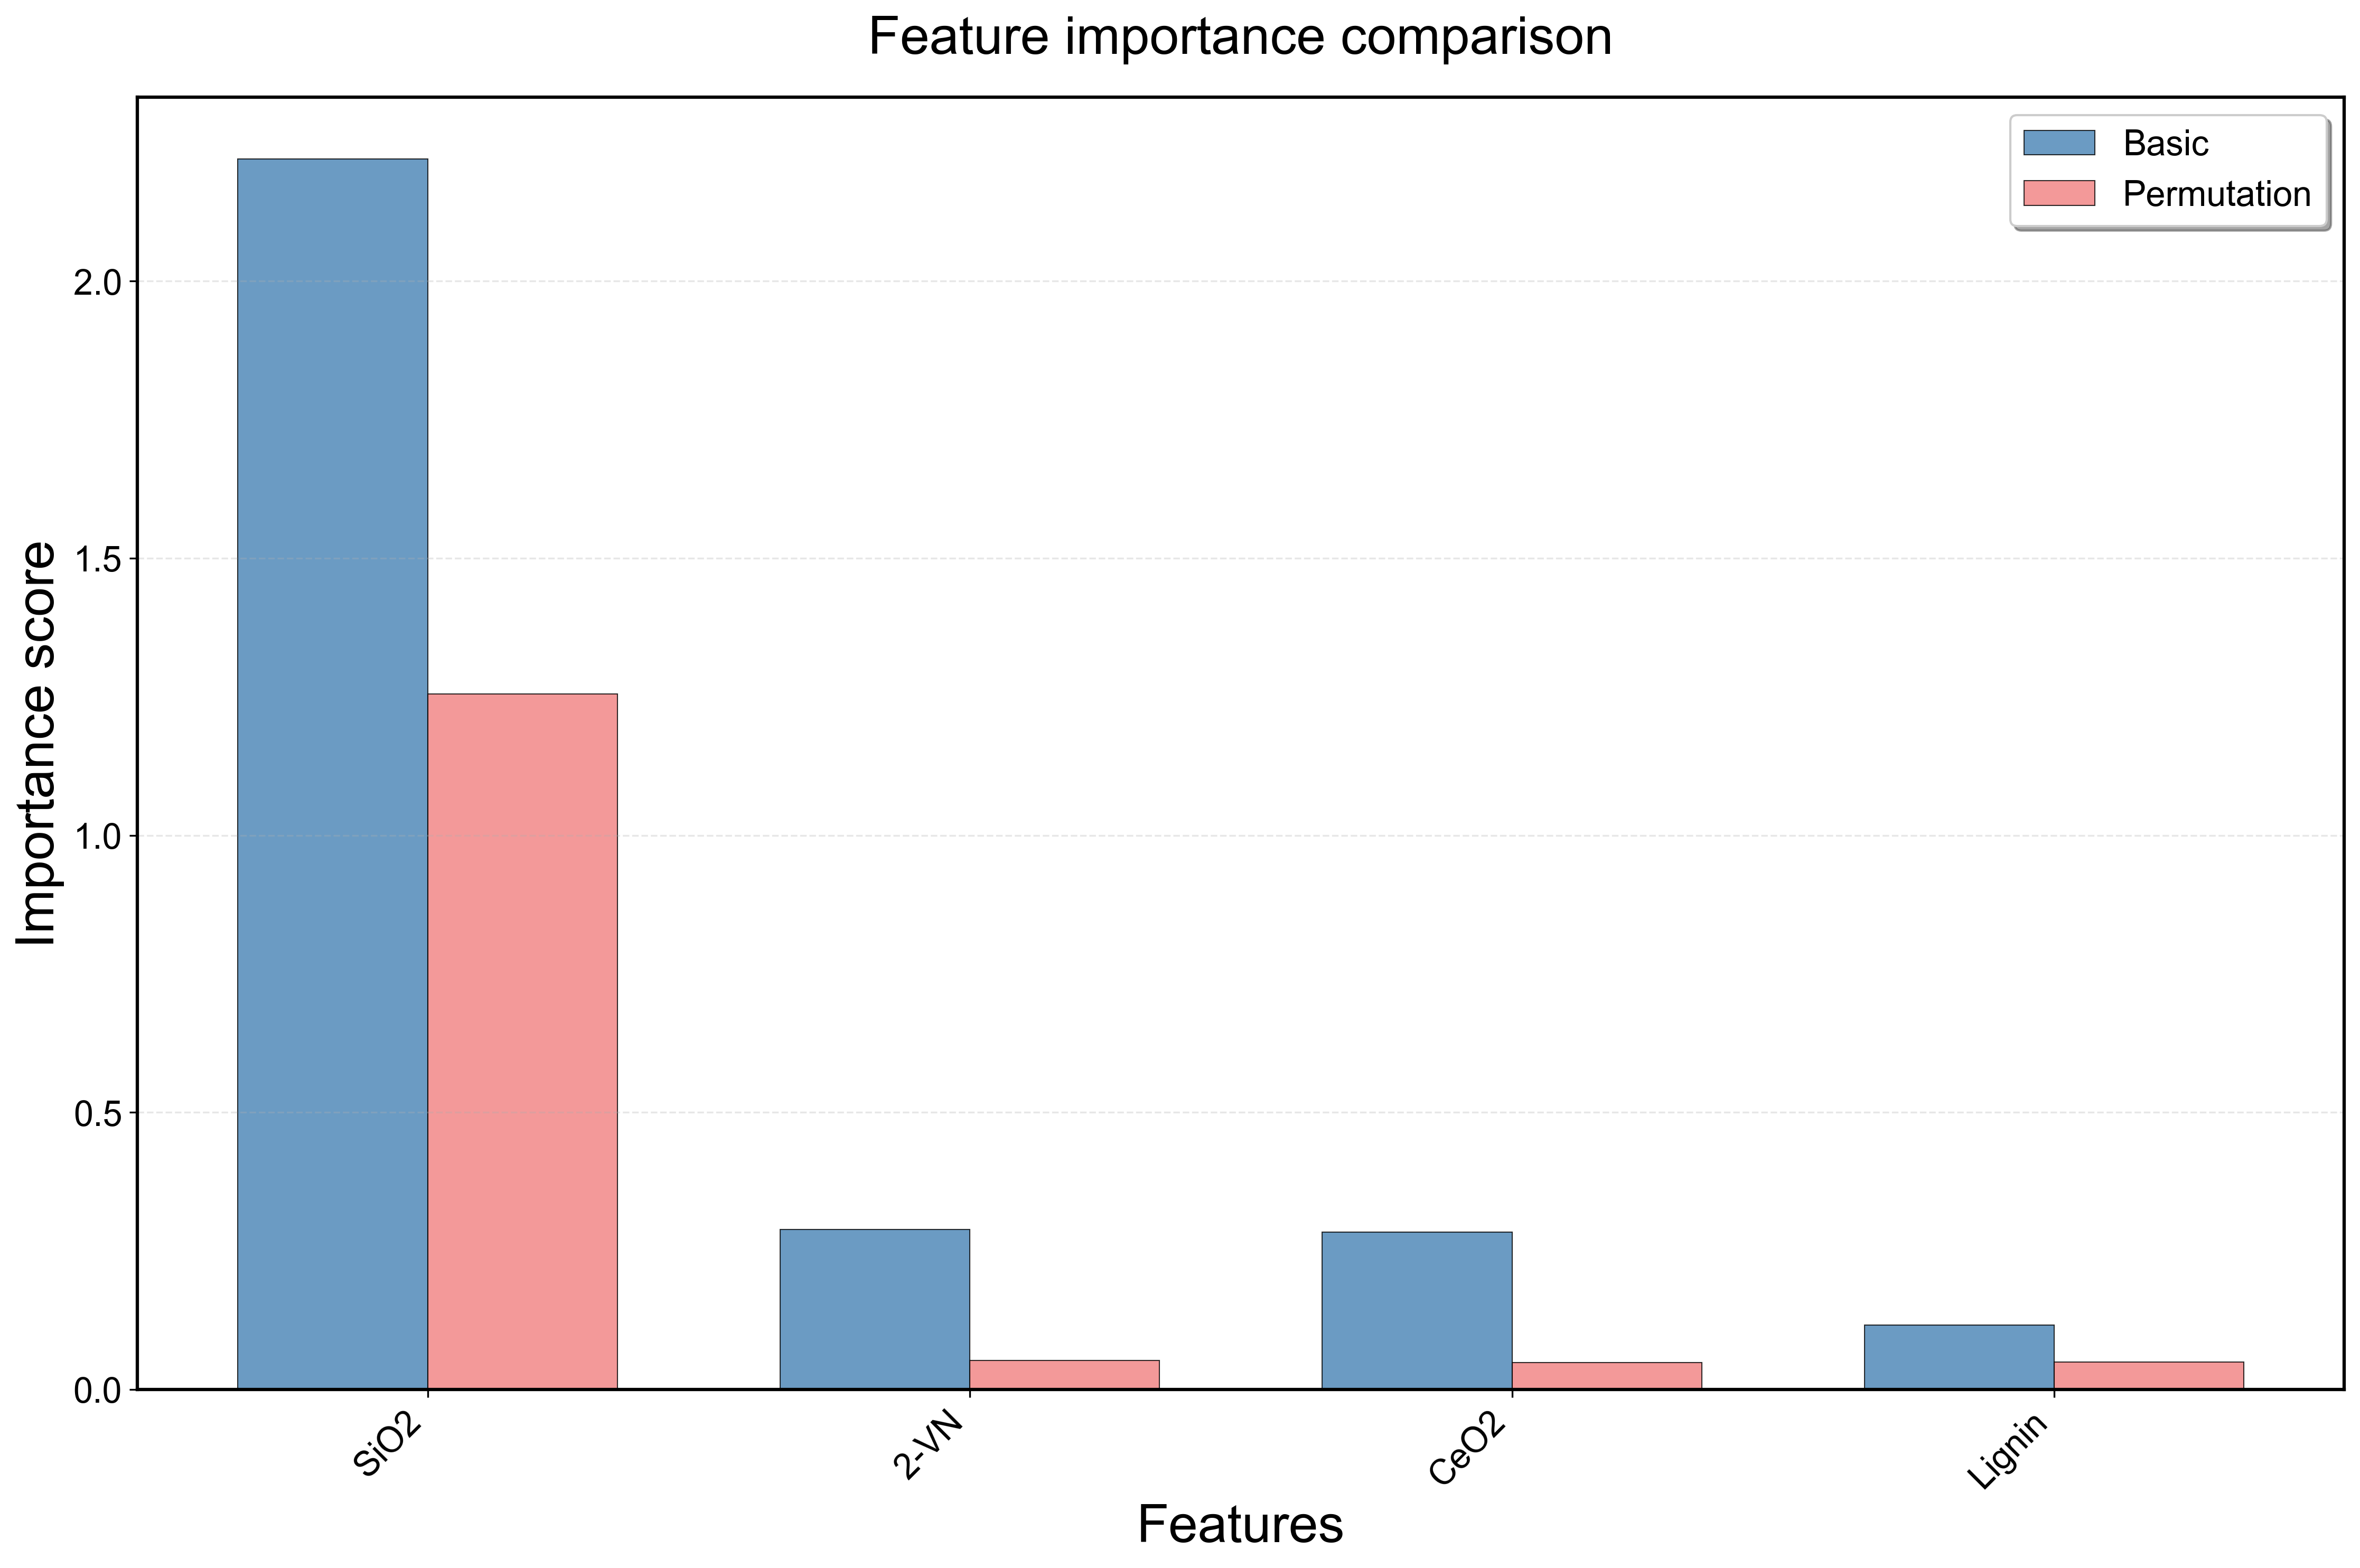 Feature importance comparison
Basic
Permutation
Importance score
2.0
1.5
1.0
0.5
0.0
SiO2
2-VN
CeO2
Lignin
Features